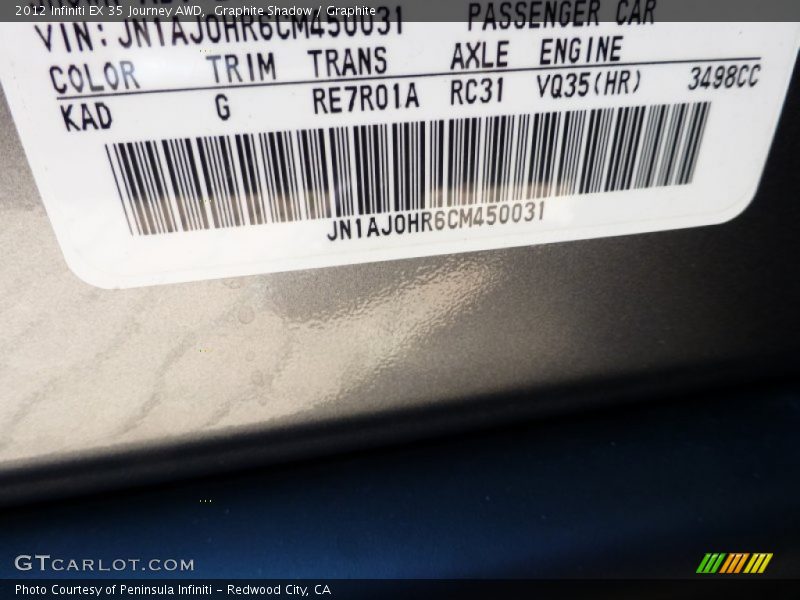 2012 Infiniti EX 35 Journey AWD,  Graphite Shadow / Graphite
PASSENGER CAR
VIN: JN1AJ0HR6CM450031
COLOR TRIM TRANS AXLE ENGINE
KAD G RE7R01A RC31 VQ35(HR) 3498CC
JN1AJ0HR6CM450031
GTCARLOT.COM
Photo Courtesy of Peninsula Infiniti - Redwood City, CA